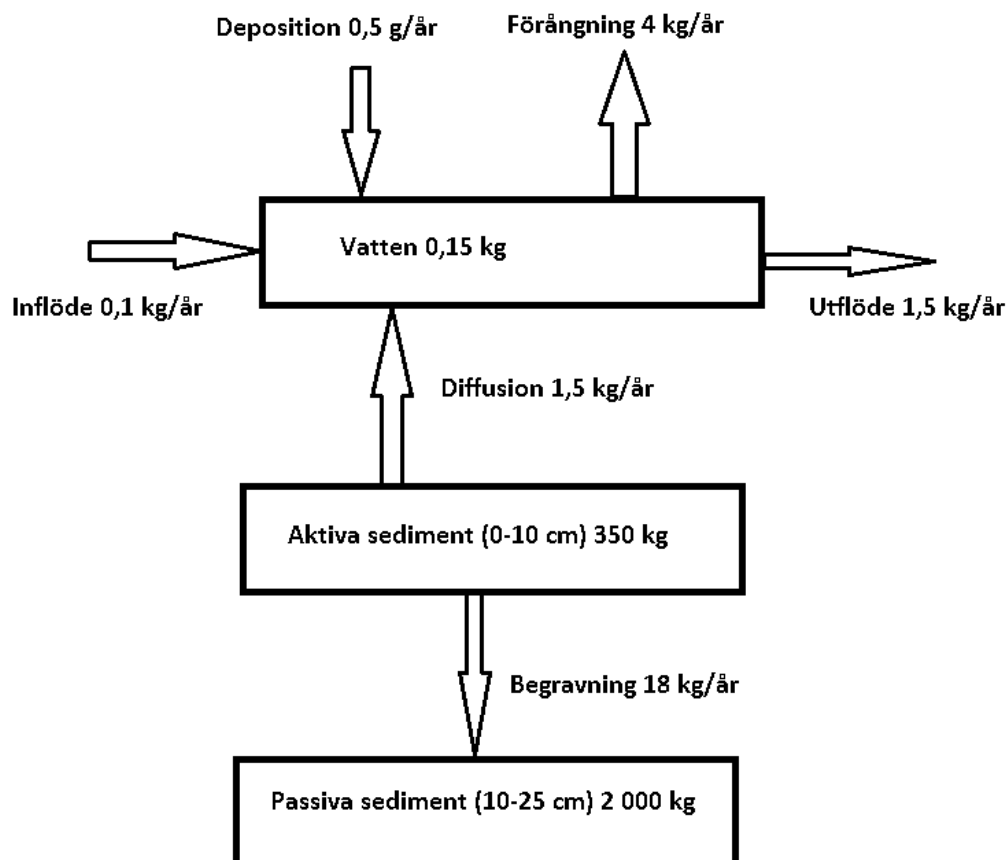 Deposition 0,5 g/år
Förångning 4 kg/år
Vatten 0,15 kg
Inflöde 0,1 kg/år
Utflöde 1,5 kg/år
Diffusion 1,5 kg/år
Aktiva sediment (0-10 cm) 350 kg
Begravning 18 kg/år
Passiva sediment (10-25 cm) 2 000 kg